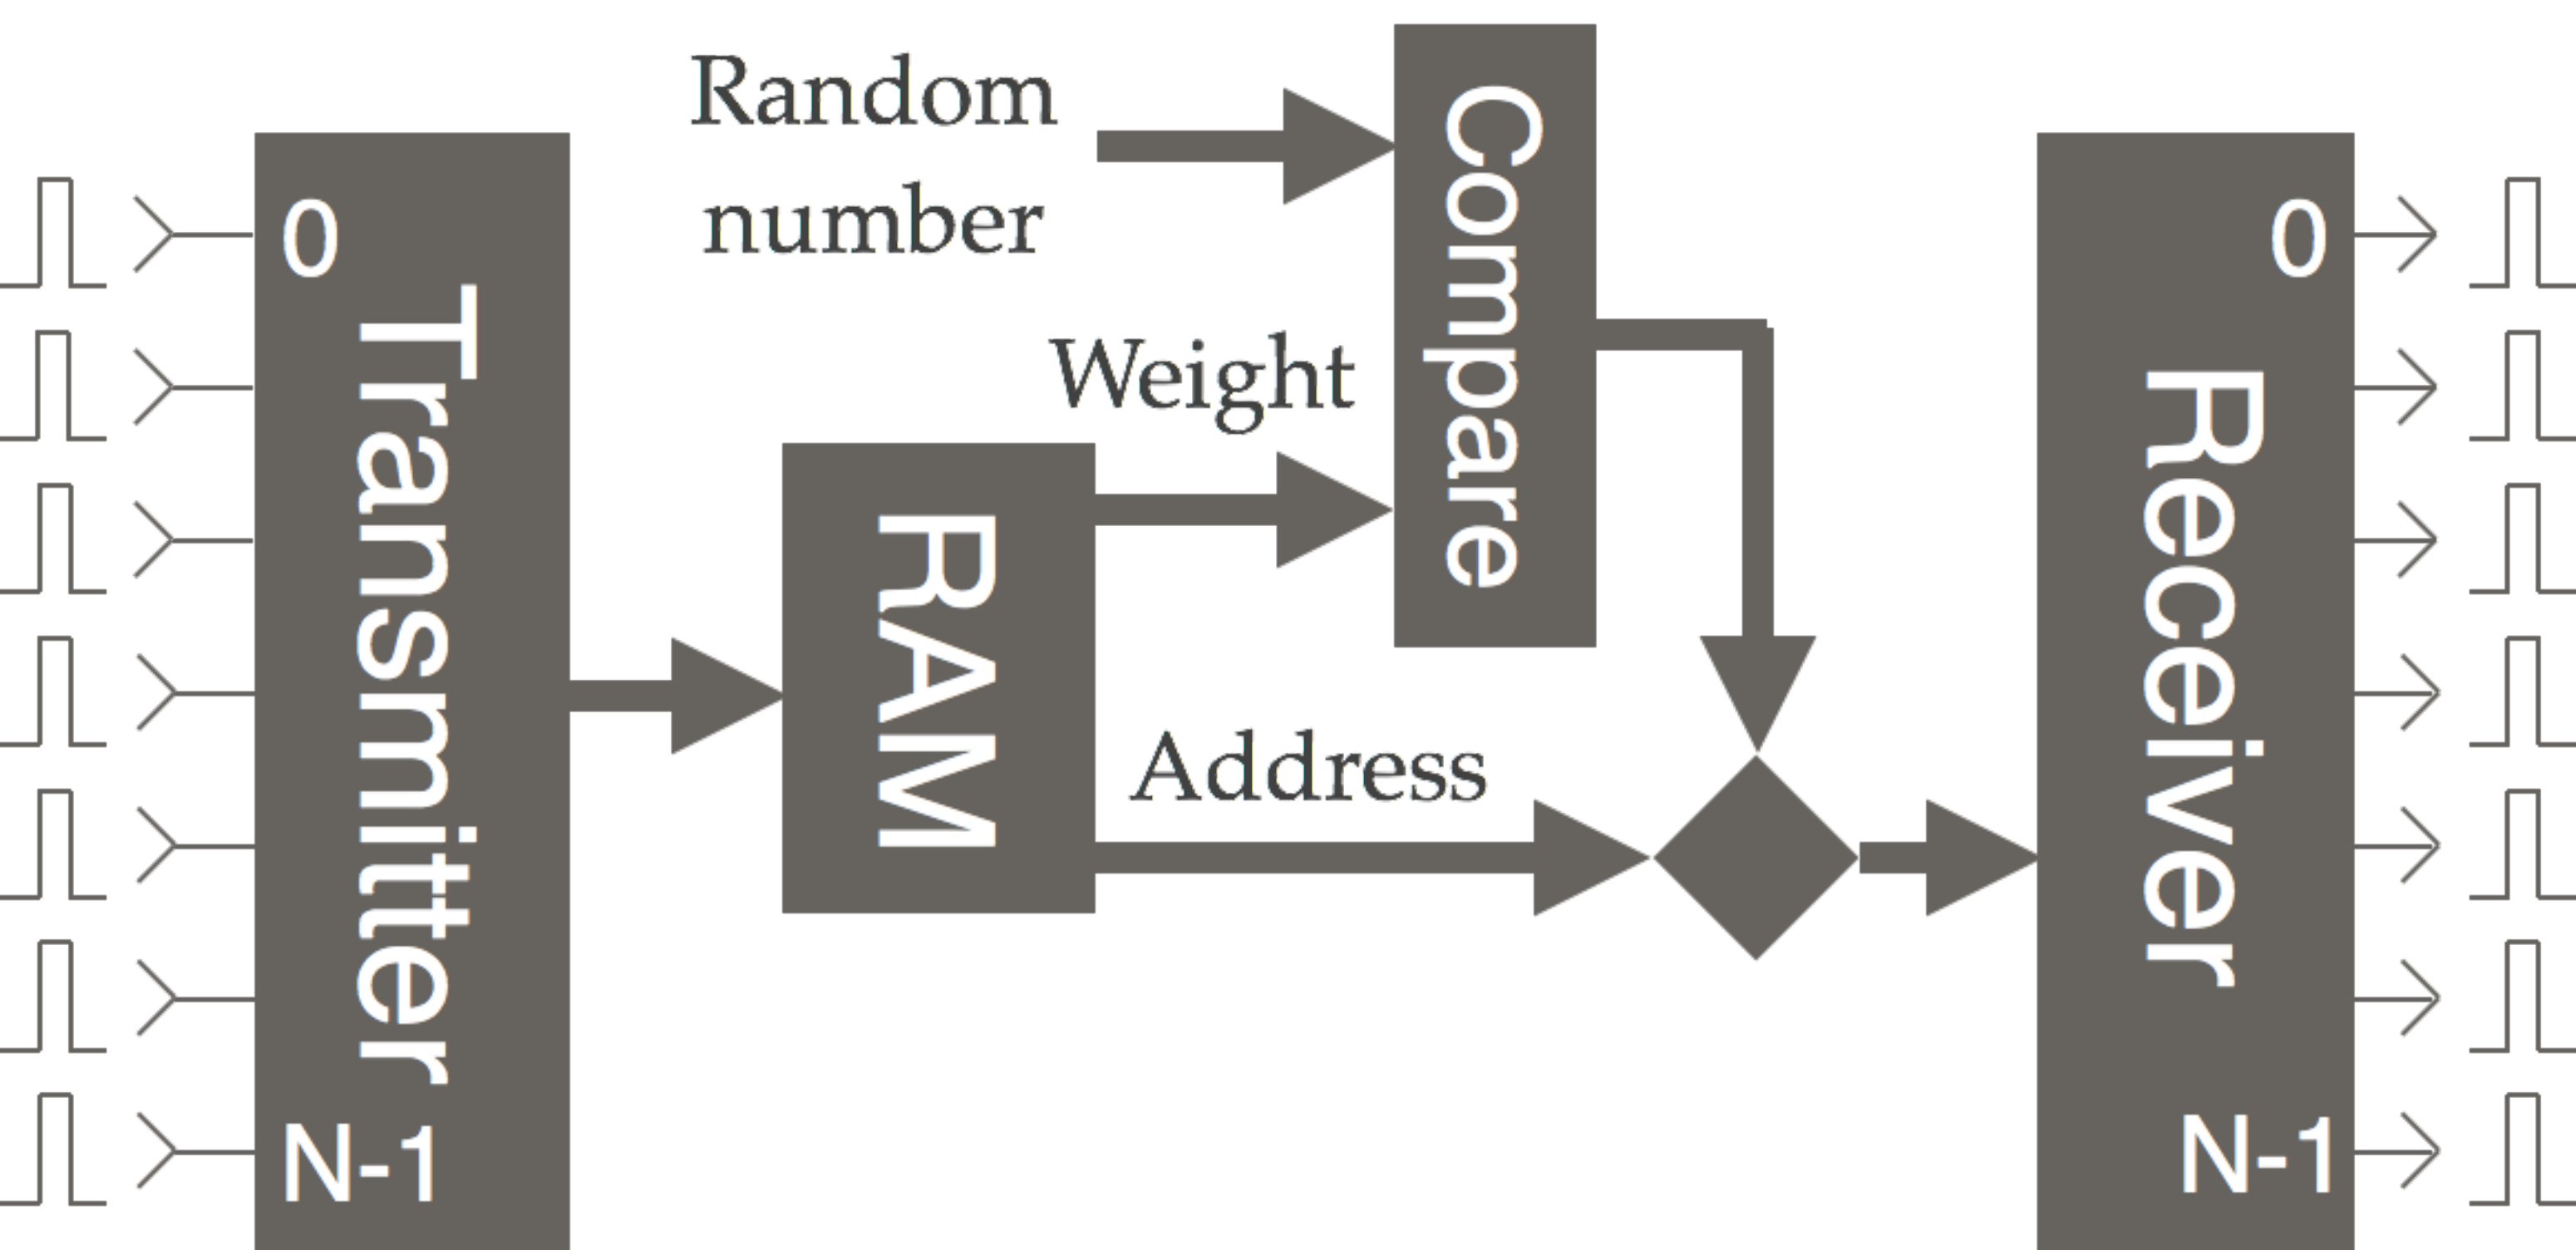 0
Transmitter
N-1
Random
number
Weight
RAM
Address
Compare
0
Receiver
N-1